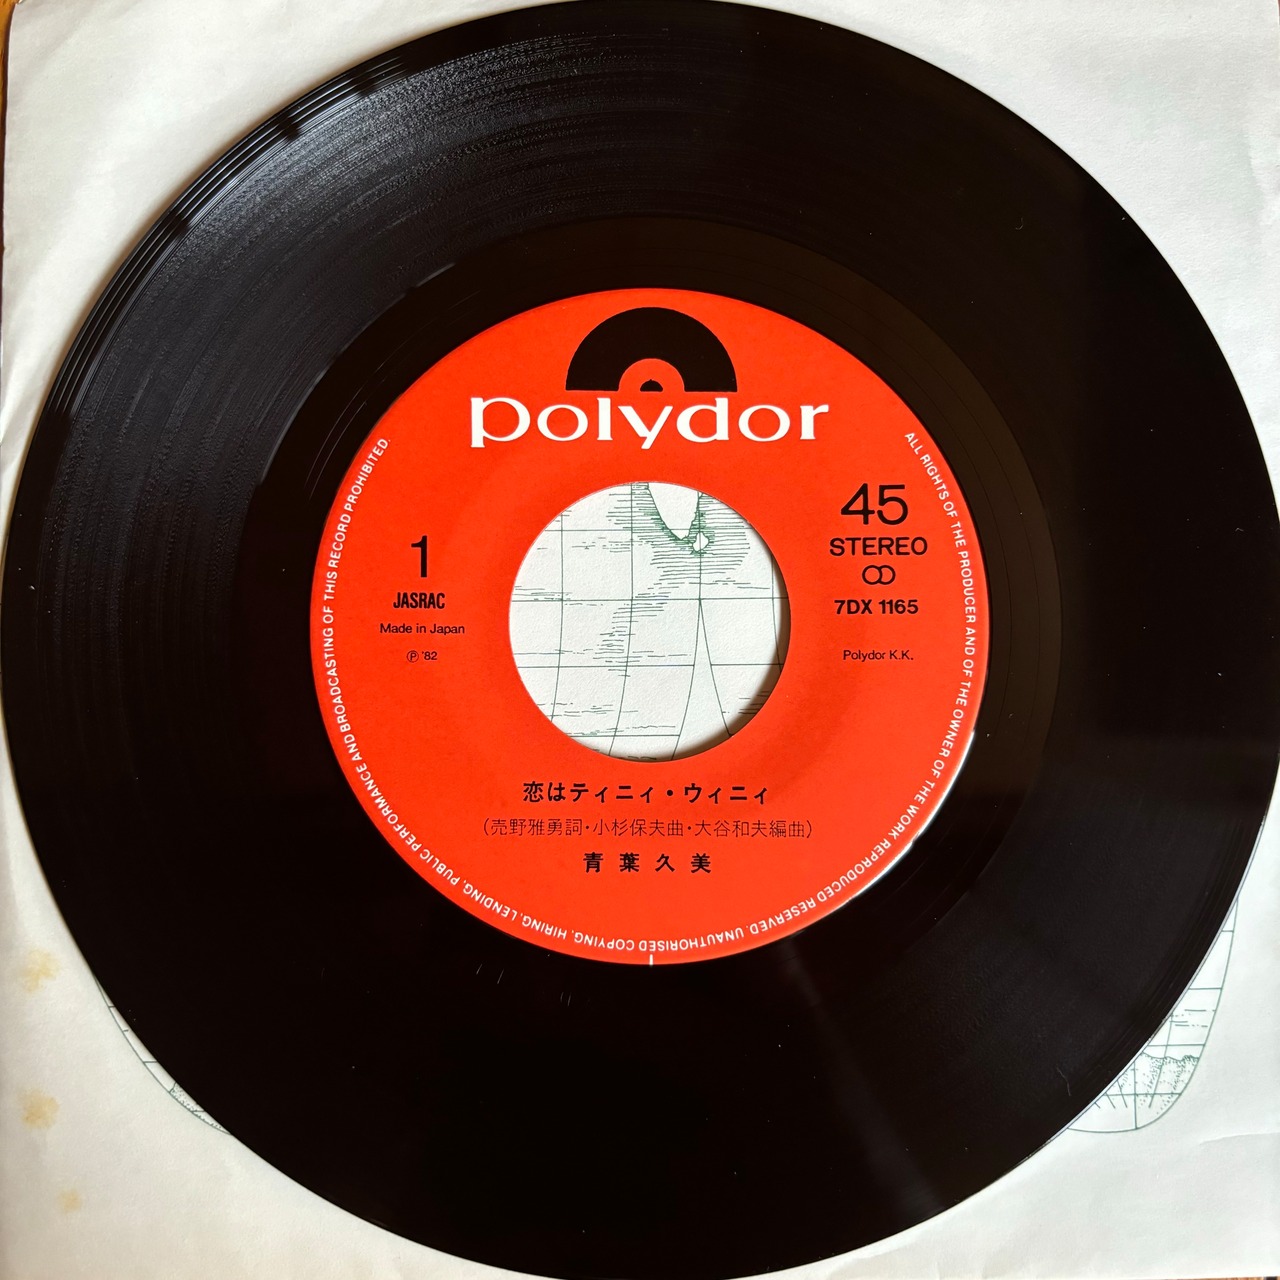 polydor
45
STEREO
7DX 1165
Polydor K.K.
1
JASRAC
Made in Japan
Ⓟ '82
恋はティニィ・ウィニィ
(売野雅勇詞・小杉保夫曲・大谷和夫編曲)
青葉久美
ALL RIGHTS OF THE PRODUCER AND OF THE OWNER OF THE WORK REPRODUCED RESERVED. UNAUTHORISED COPYING, HIRING, LENDING, PUBLIC PERFORMANCE AND BROADCASTING OF THIS RECORD PROHIBITED.